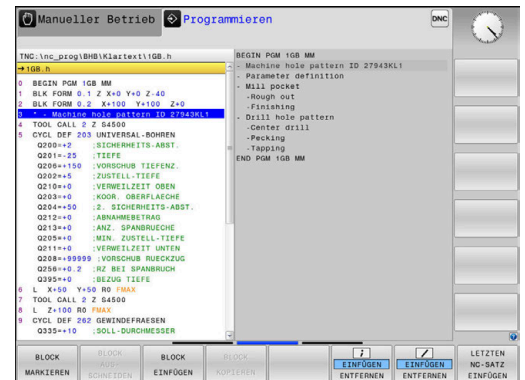 Manueller Betrieb
Programmieren
DNC
TNC:\nc_prog\BHB\Klartext\1GB.h
→1GB.h
0 BEGIN PGM 1GB MM
1 BLK FORM 0.1 Z X+0 Y+0 Z-40
2 BLK FORM 0.2 X+100 Y+100 Z+0
3 * - Machine hole pattern ID 27943KL1
4 TOOL CALL 2 Z S4500
5 CYCL DEF 203 UNIVERSAL-BOHREN
Q200=+2 ;SICHERHEITS-ABST.
Q201=-25 ;TIEFE
Q206=+150 ;VORSCHUB TIEFENZ.
Q202=+5 ;ZUSTELL-TIEFE
Q210=+0 ;VERWEILZEIT OBEN
Q203=+0 ;KOOR. OBERFLAECHE
Q204=+50 ;2. SICHERHEITS-ABST.
Q212=+0 ;ABNAHMEBETRAG
Q213=+0 ;ANZ. SPANBRUECHE
Q205=+0 ;MIN. ZUSTELL-TIEFE
Q211=+0 ;VERWEILZEIT UNTEN
Q208=+99999 ;VORSCHUB RUECKZUG
Q256=+0.2 ;RZ BEI SPANBRUCH
Q395=+0 ;BEZUG TIEFE
6 L X+50 Y+50 R0 FMAX
7 TOOL CALL 2 Z S4500
8 L Z+100 R0 FMAX
9 CYCL DEF 262 GEWINDEFRAESEN
Q335=+10 ;SOLL-DURCHMESSER
BEGIN PGM 1GB MM
- Machine hole pattern ID 27943KL1
- Parameter definition
- Mill pocket
-Rough out
-Finishing
- Drill hole pattern
-Center drill
-Pecking
-Tapping
END PGM 1GB MM
BLOCK
MARKIEREN
BLOCK
AUS-
SCHNEIDEN
BLOCK
EINFÜGEN
BLOCK
KOPIEREN
EINFÜGEN
ENTFERNEN
EINFÜGEN
ENTFERNEN
LETZTEN
NC-SATZ
EINFÜGEN